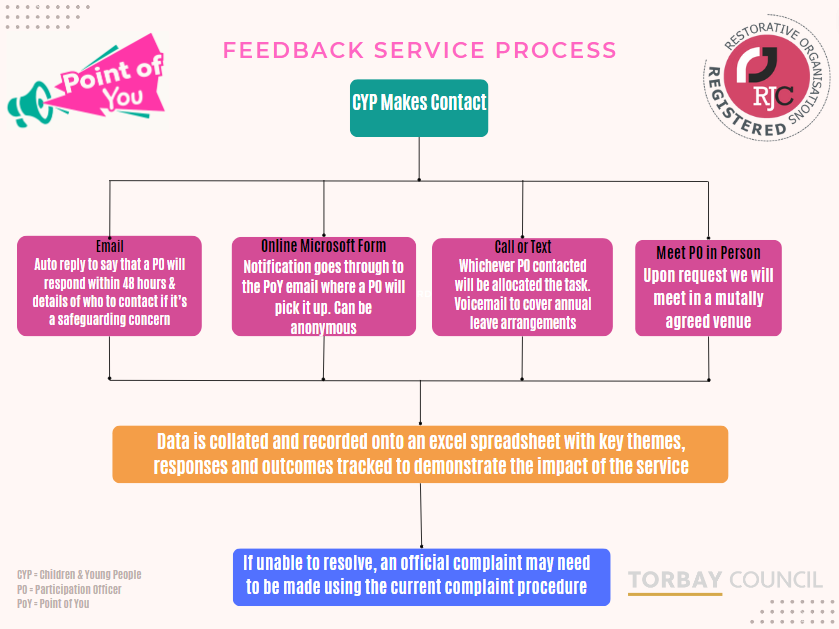 FEEDBACK SERVICE PROCESS
Point of
You
RESTORATIVE ORGANISATIONS
REGISTERED
RJC
CYP Makes Contact
Email
Auto reply to say that a PO will
respond within 48 hours &
details of who to contact if it's
a safeguarding concern
Online Microsoft Form
Notification goes through to
the PoY email where a PO will
pick it up. Can be
anonymous
Call or Text
Whichever PO contacted
will be allocated the task.
Voicemail to cover annual
leave arrangements
Meet PO in Person
Upon request we will
meet in a mutally
agreed venue
Data is collated and recorded onto an excel spreadsheet with key themes,
responses and outcomes tracked to demonstrate the impact of the service
If unable to resolve, an official complaint may need
to be made using the current complaint procedure
CYP = Children & Young People
PO = Participation Officer
PoY = Point of You
TORBAY COUNCIL